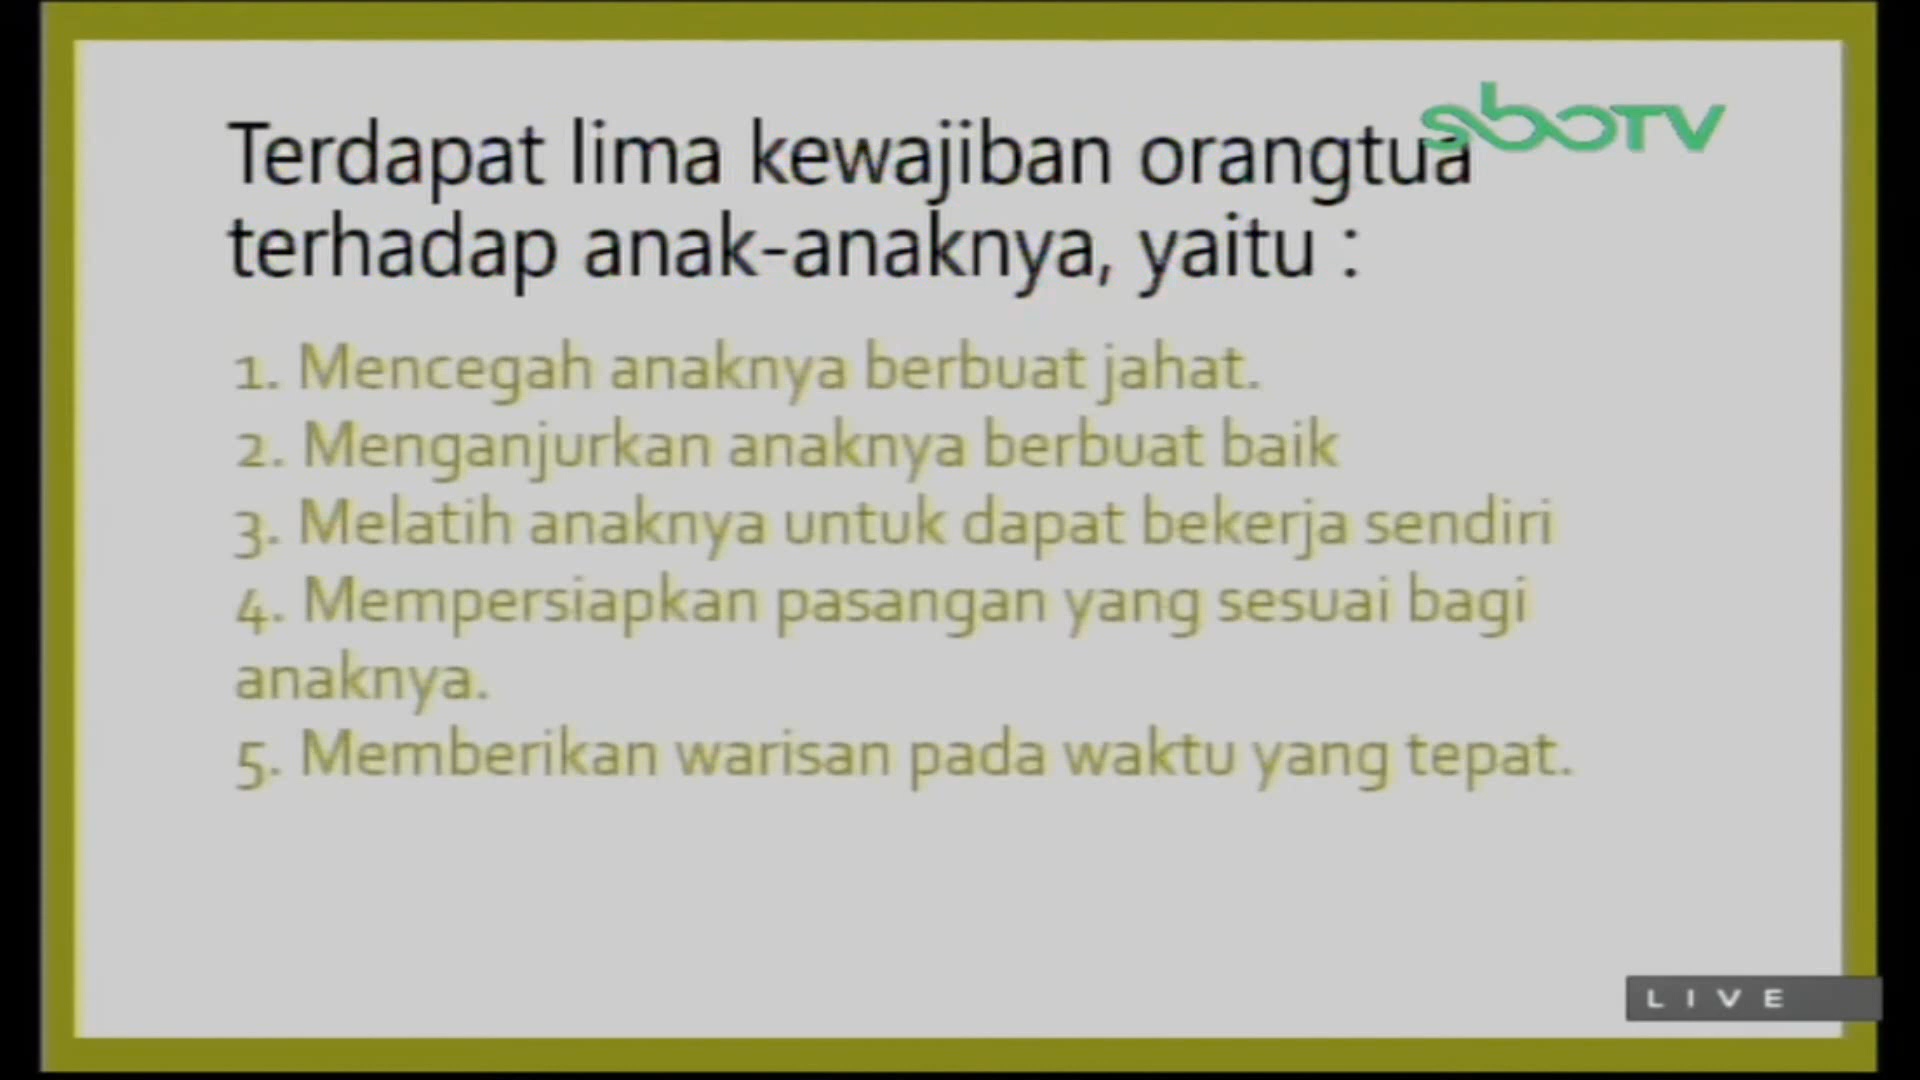 sboTV
Terdapat lima kewajiban orangtua
terhadap anak-anaknya, yaitu :
1. Mencegah anaknya berbuat jahat.
2. Menganjurkan anaknya berbuat baik
3. Melatih anaknya untuk dapat bekerja sendiri
4. Mempersiapkan pasangan yang sesuai bagi
anaknya.
5. Memberikan warisan pada waktu yang tepat.
LIVE